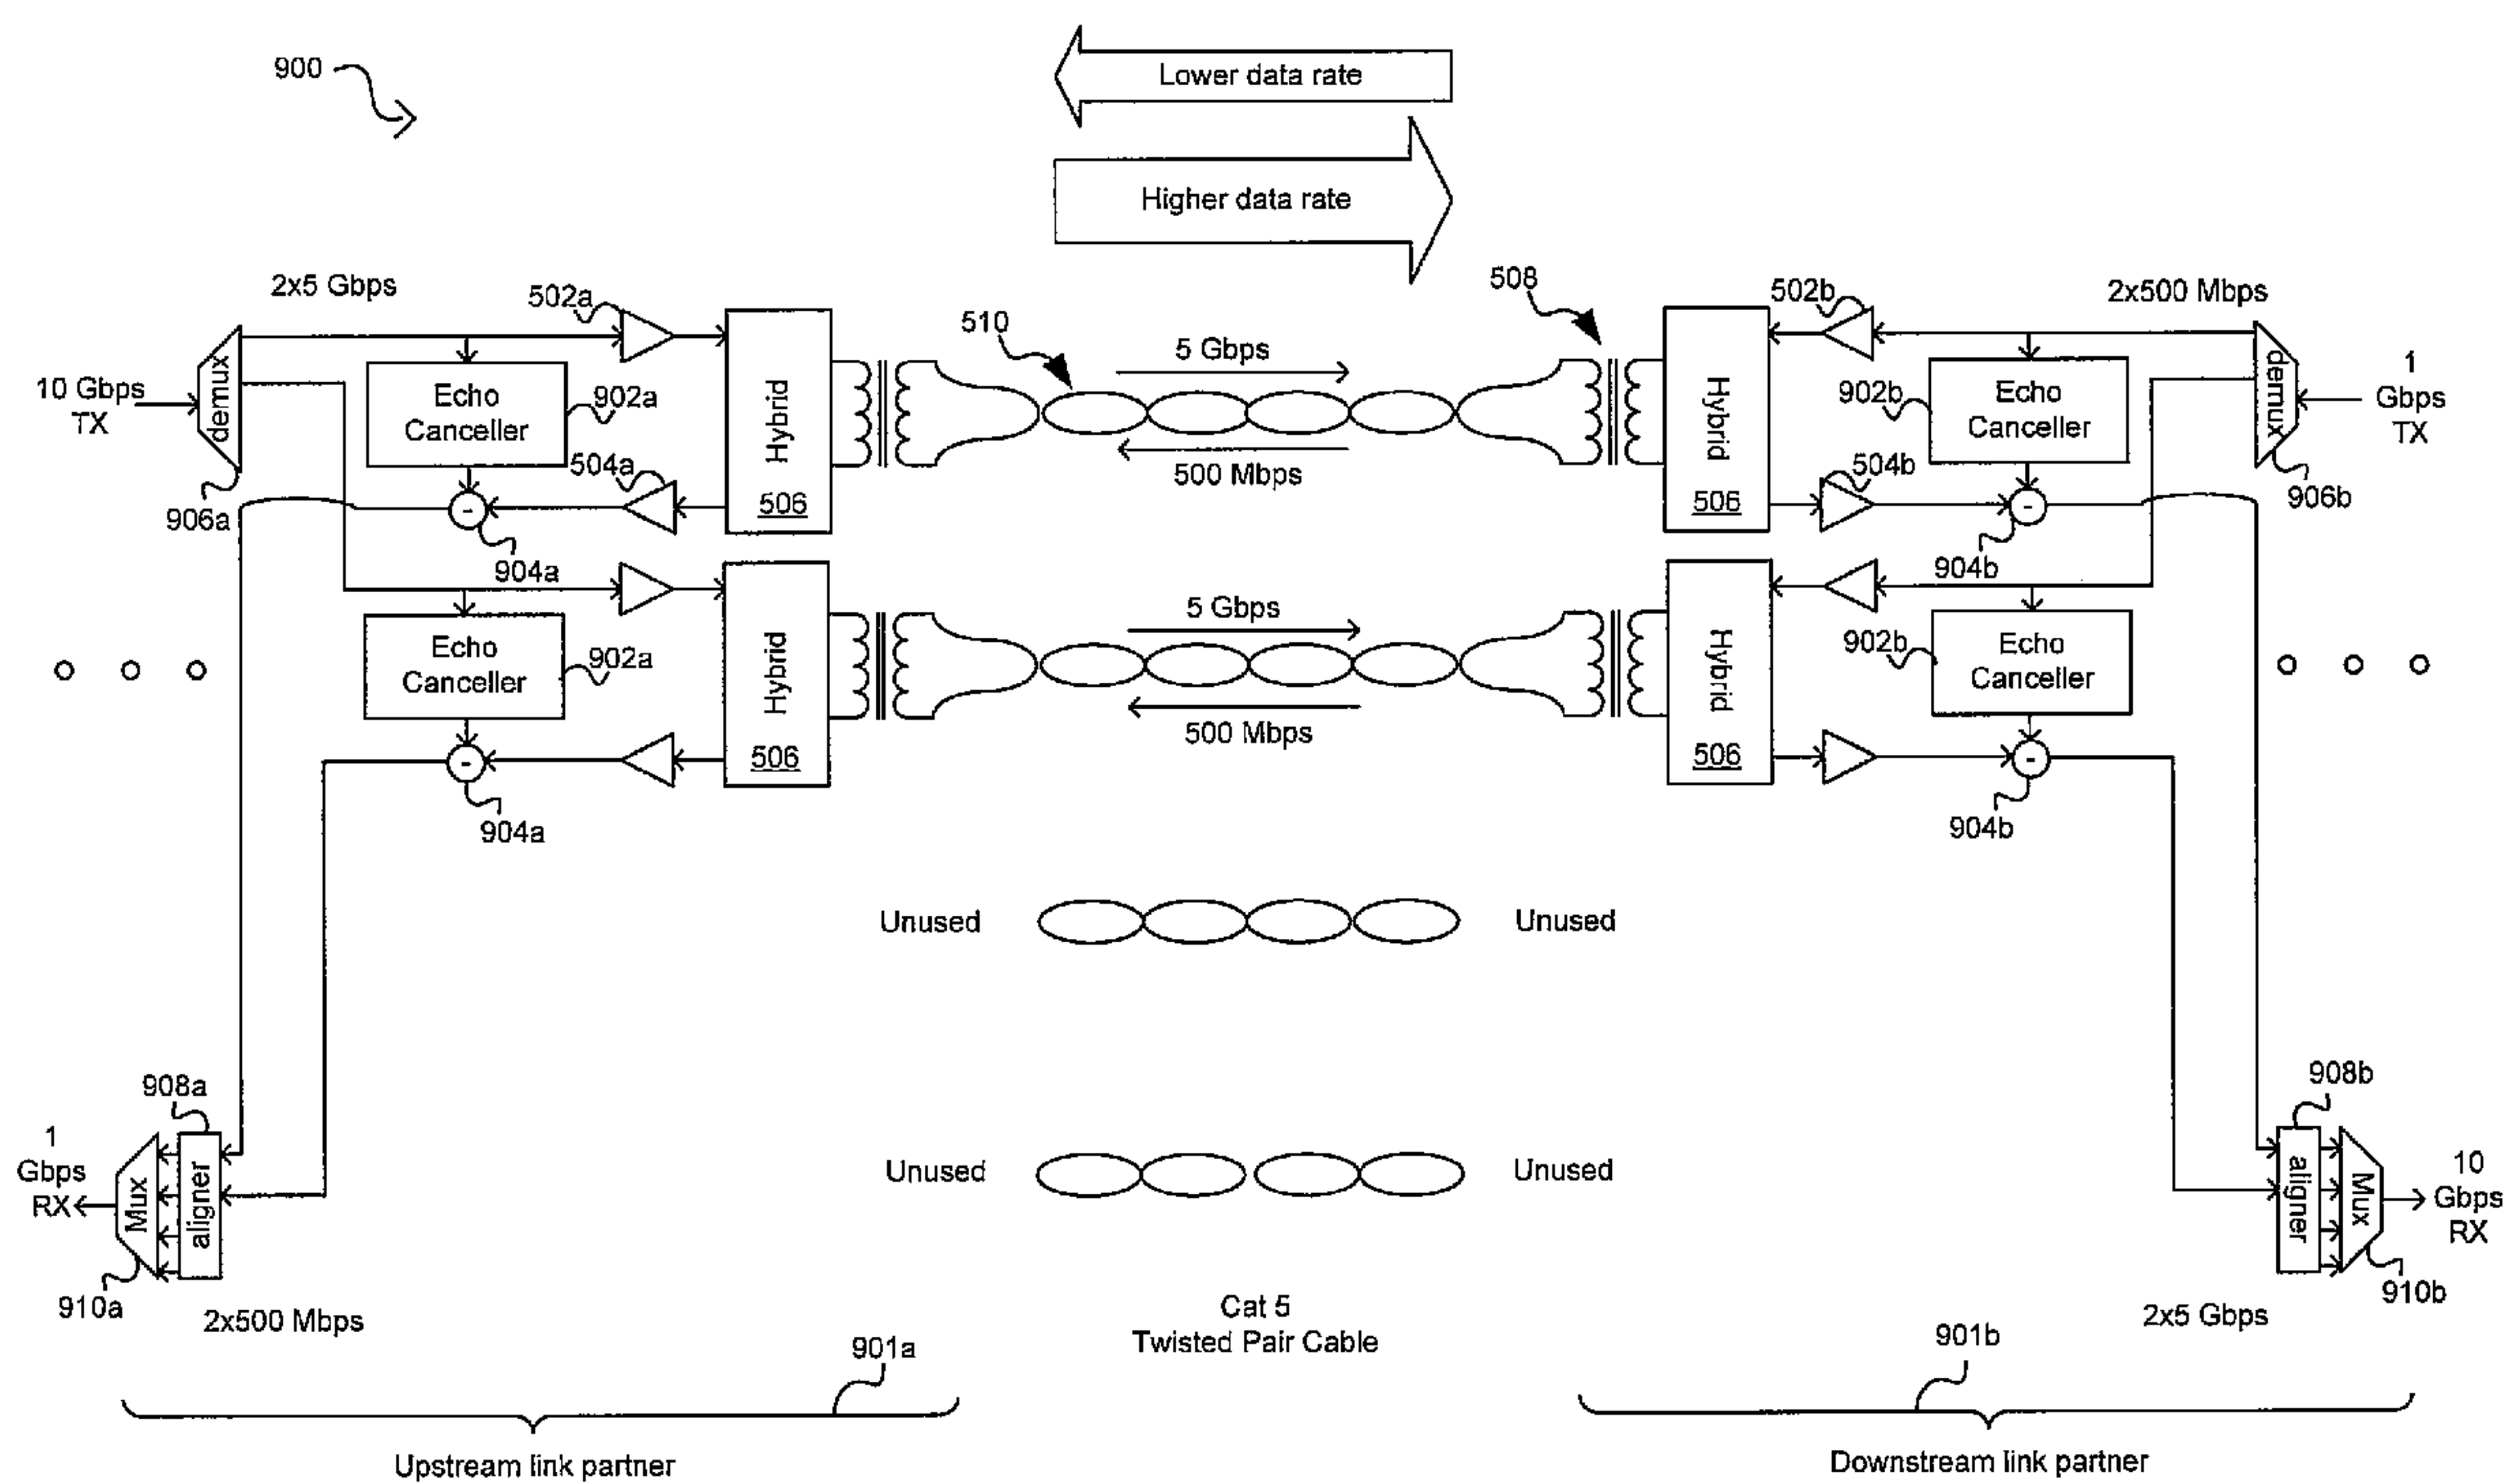 900
Lower data rate
Higher data rate
2x5 Gbps
502a
508
502b
2x500 Mbps
510
5 Gbps
10 Gbps
TX
demux
Echo
Canceller
902a
Hybrid
506
500 Mbps
Hybrid
506
902b
Echo
Canceller
demux
1
Gbps
TX
504a
504b
906a
904a
904b
906b
Echo
Canceller
902a
Hybrid
506
5 Gbps
500 Mbps
Hybrid
506
902b
Echo
Canceller
904a
904b
Unused
Unused
908a
908b
1
Gbps
RX
Mux
aligner
Unused
Unused
aligner
Mux
10
Gbps
RX
910a
2x500 Mbps
Cat 5
Twisted Pair Cable
910b
2x5 Gbps
901a
901b
Upstream link partner
Downstream link partner
-
-
-
-